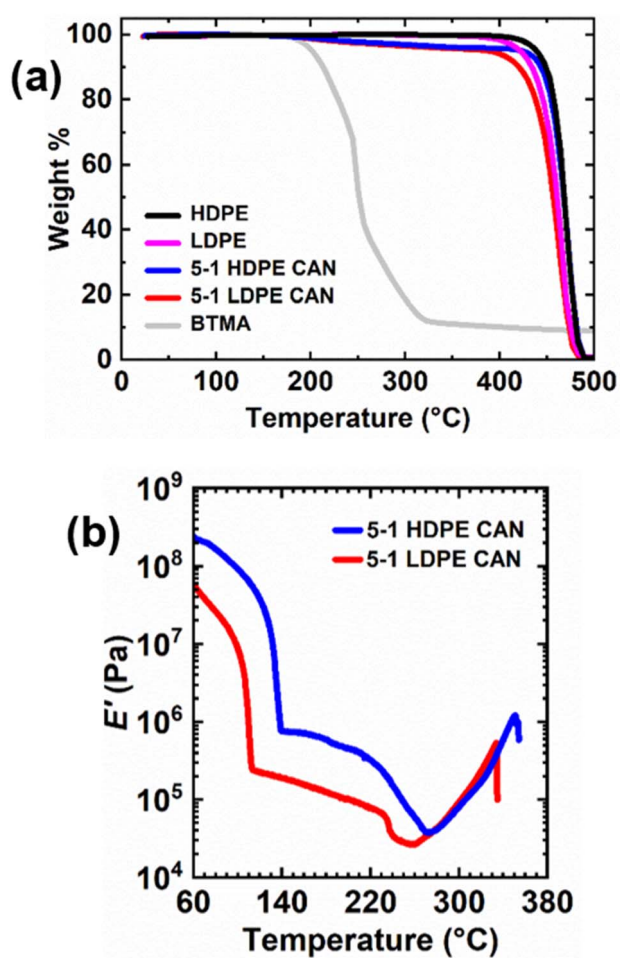 (a)
Weight %
100
80
60
40
20
0
HDPE
LDPE
5-1 HDPE CAN
5-1 LDPE CAN
BTMA
0 100 200 300 400 500
Temperature (°C)
(b)
E' (Pa)
10⁹
10⁸
10⁷
10⁶
10⁵
10⁴
5-1 HDPE CAN
5-1 LDPE CAN
60 140 220 300 380
Temperature (°C)